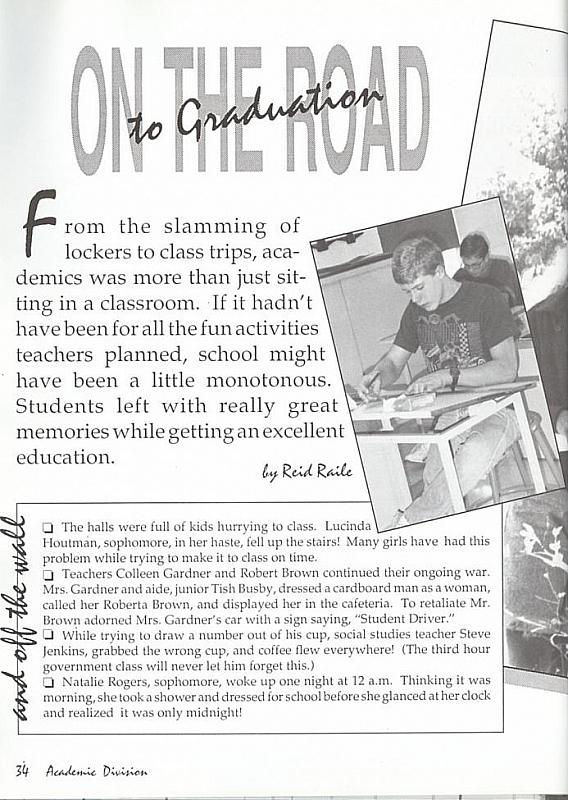 ON THE ROAD
to Graduation
From the slamming of
lockers to class trips, aca-
demics was more than just sit-
ting in a classroom. If it hadn't
have been for all the fun activities
teachers planned, school might
have been a little monotonous.
Students left with really great
memories while getting an excellent
education.
by Reid Raile
and off the wall
❏ The halls were full of kids hurrying to class. Lucinda
Houtman, sophomore, in her haste, fell up the stairs! Many girls have had this
problem while trying to make it to class on time.
❏ Teachers Colleen Gardner and Robert Brown continued their ongoing war.
Mrs. Gardner and aide, junior Tish Busby, dressed a cardboard man as a woman,
called her Roberta Brown, and displayed her in the cafeteria. To retaliate Mr.
Brown adorned Mrs. Gardner's car with a sign saying, "Student Driver."
❏ While trying to draw a number out of his cup, social studies teacher Steve
Jenkins, grabbed the wrong cup, and coffee flew everywhere! (The third hour
government class will never let him forget this.)
❏ Natalie Rogers, sophomore, woke up one night at 12 a.m. Thinking it was
morning, she took a shower and dressed for school before she glanced at her clock
and realized it was only midnight!
34 Academic Division